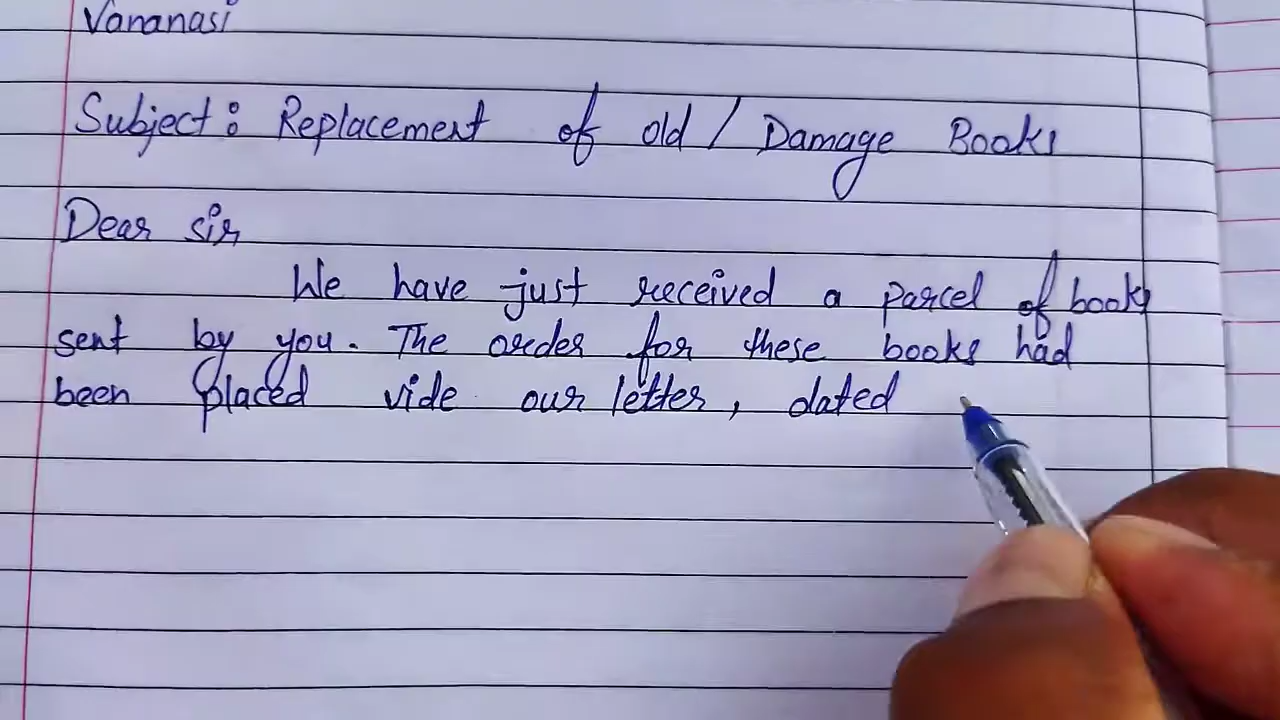 Varanasi
Subject: Replacement of old / Damage Books
Dear sir
We have just received a parcel of books
sent by you. The order for these books had
been placed vide our letter, dated